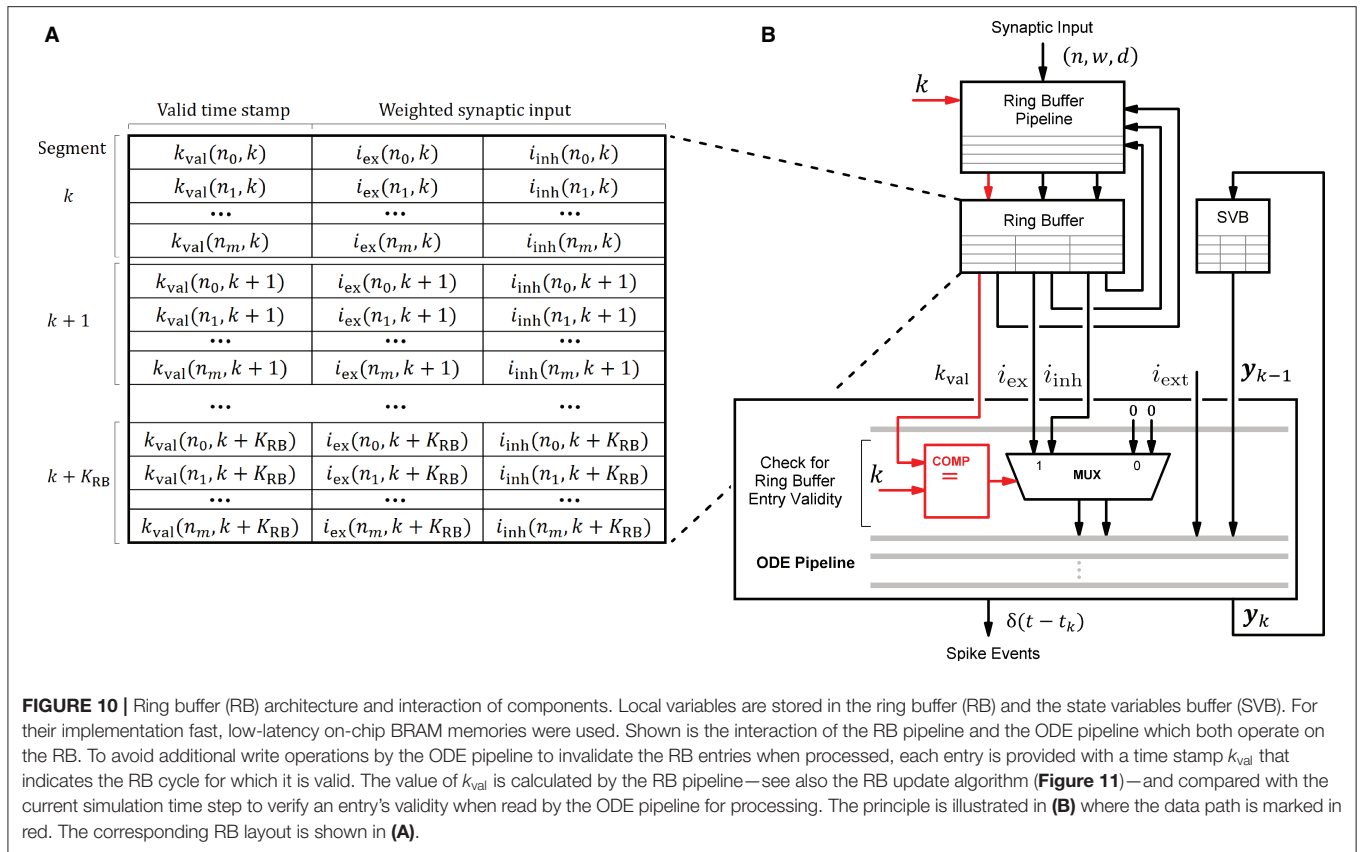 A
Valid time stamp Weighted synaptic input
Segment
k
k_val(n_0, k) i_ex(n_0, k) i_inh(n_0, k)
k_val(n_1, k) i_ex(n_1, k) i_inh(n_1, k)
••• ••• •••
k_val(n_m, k) i_ex(n_m, k) i_inh(n_m, k)
k + 1
k_val(n_0, k + 1) i_ex(n_0, k + 1) i_inh(n_0, k + 1)
k_val(n_1, k + 1) i_ex(n_1, k + 1) i_inh(n_1, k + 1)
••• ••• •••
k_val(n_m, k + 1) i_ex(n_m, k + 1) i_inh(n_m, k + 1)
••• ••• •••
k + K_RB
k_val(n_0, k + K_RB) i_ex(n_0, k + K_RB) i_inh(n_0, k + K_RB)
k_val(n_1, k + K_RB) i_ex(n_1, k + K_RB) i_inh(n_1, k + K_RB)
••• ••• •••
k_val(n_m, k + K_RB) i_ex(n_m, k + K_RB) i_inh(n_m, k + K_RB)
B
Synaptic Input
(n, w, d)
k
Ring Buffer
Pipeline
Ring Buffer
SVB
k_val i_ex i_inh i_ext y_{k−1}
0 0
Check for
Ring Buffer
Entry Validity
k
COMP
=
1 0
MUX
ODE Pipeline
δ(t − t_k)
y_k
Spike Events
FIGURE 10 | Ring buffer (RB) architecture and interaction of components. Local variables are stored in the ring buffer (RB) and the state variables buffer (SVB). For
their implementation fast, low-latency on-chip BRAM memories were used. Shown is the interaction of the RB pipeline and the ODE pipeline which both operate on
the RB. To avoid additional write operations by the ODE pipeline to invalidate the RB entries when processed, each entry is provided with a time stamp k_val that
indicates the RB cycle for which it is valid. The value of k_val is calculated by the RB pipeline—see also the RB update algorithm (Figure 11)—and compared with the
current simulation time step to verify an entry's validity when read by the ODE pipeline for processing. The principle is illustrated in (B) where the data path is marked in
red. The corresponding RB layout is shown in (A).